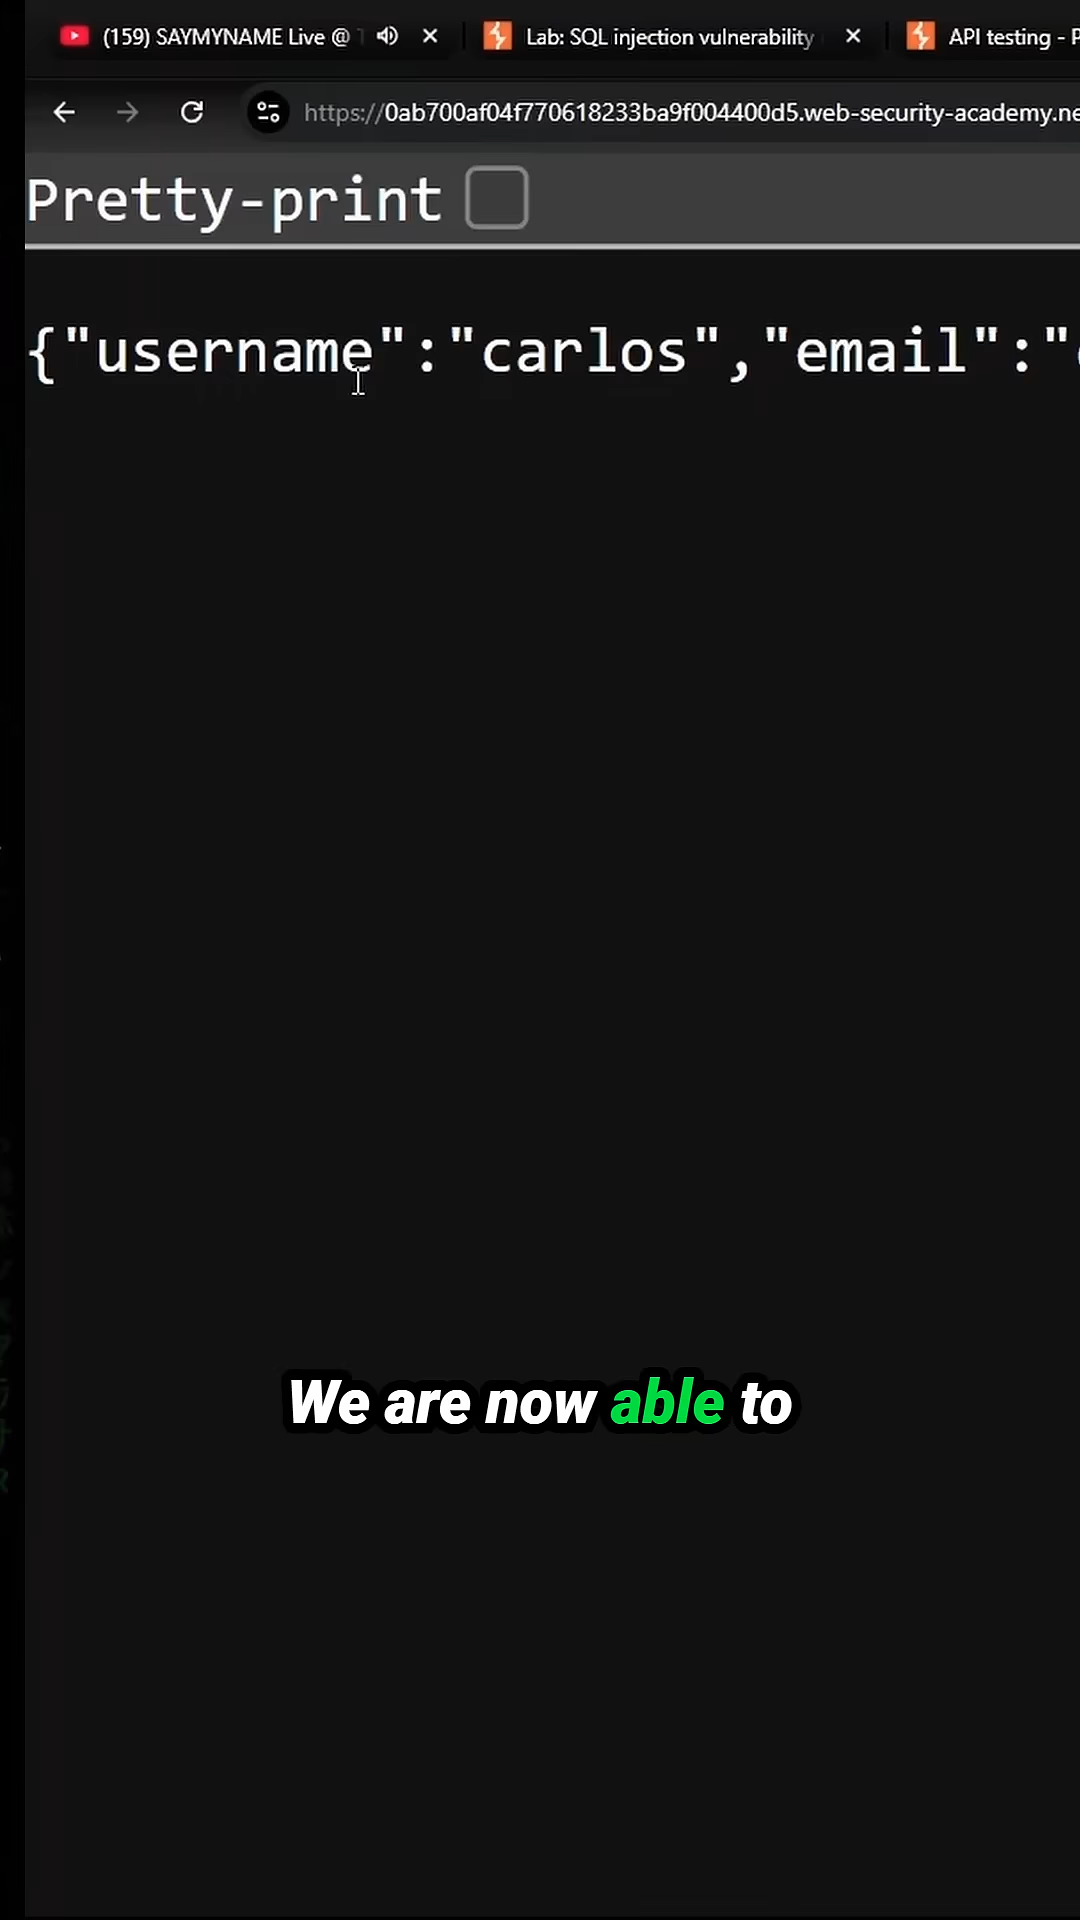 (159) SAYMYNAME Live @
Lab: SQL injection vulnerability
API testing -
https://0ab700af04f770618233ba9f004400d5.web-security-academy.ne
Pretty-print
{"username":"carlos","email":"
We are now able to